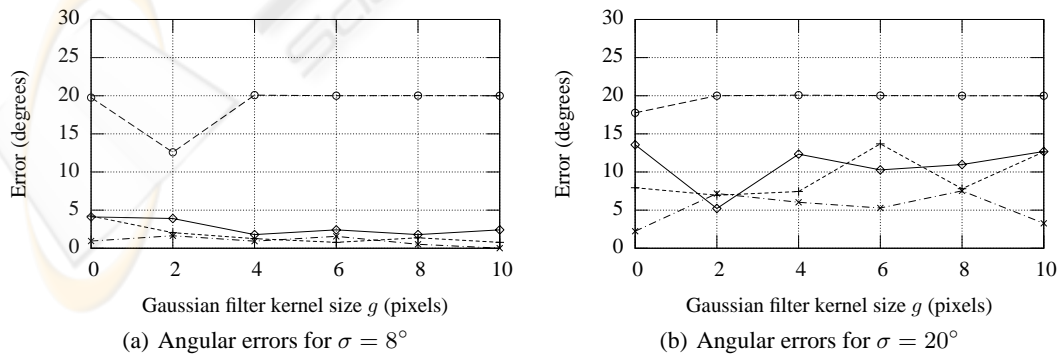 30
25
20
15
10
5
0
Error (degrees)
0 2 4 6 8 10
Gaussian filter kernel size g (pixels)
(a) Angular errors for σ = 8°
30
25
20
15
10
5
0
Error (degrees)
0 2 4 6 8 10
Gaussian filter kernel size g (pixels)
(b) Angular errors for σ = 20°